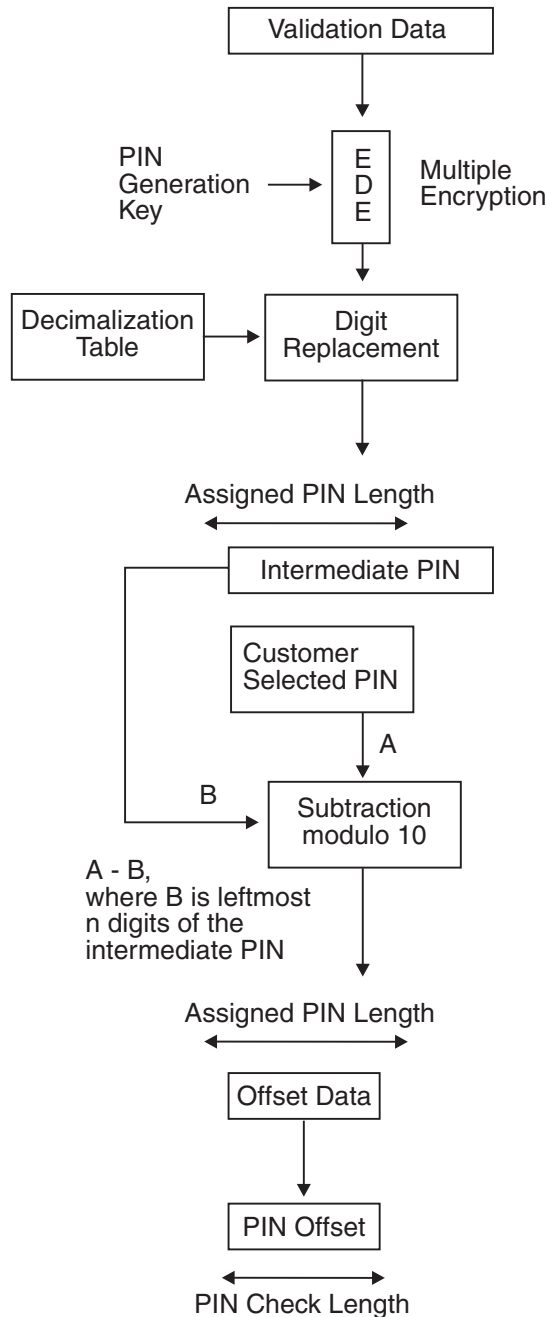 Validation Data
PIN
Generation
Key
E
D
E
Multiple
Encryption
Decimalization
Table
Digit
Replacement
Assigned PIN Length
Intermediate PIN
Customer
Selected PIN
A
B
Subtraction
modulo 10
A - B,
where B is leftmost
n digits of the
intermediate PIN
Assigned PIN Length
Offset Data
PIN Offset
PIN Check Length